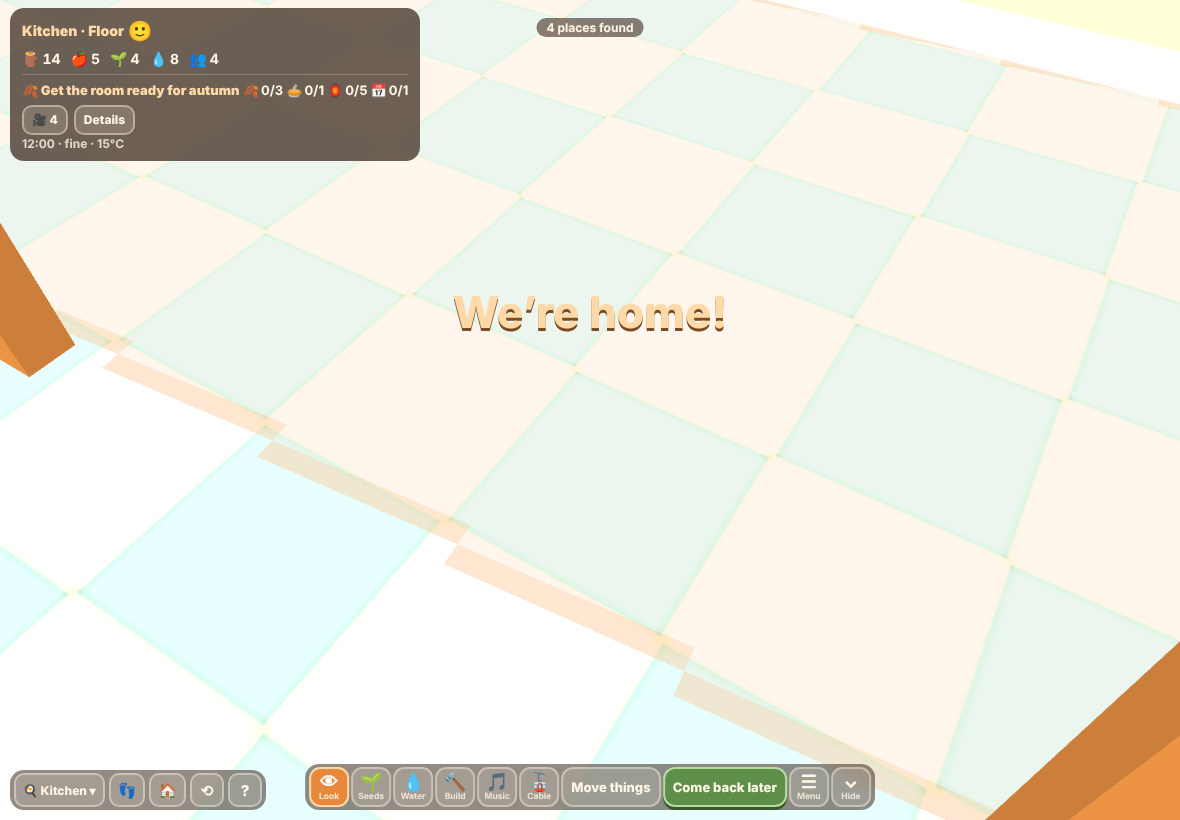 Kitchen · Floor
14 5 4 8 4
Get the room ready for autumn 0/3 0/1 0/5 0/1
4
Details
12:00 · fine · 15°C
4 places found
We're home!
Kitchen ▾
⟲
?
Look
Seeds
Water
Build
Music
Cable
Move things
Come back later
Menu
Hide